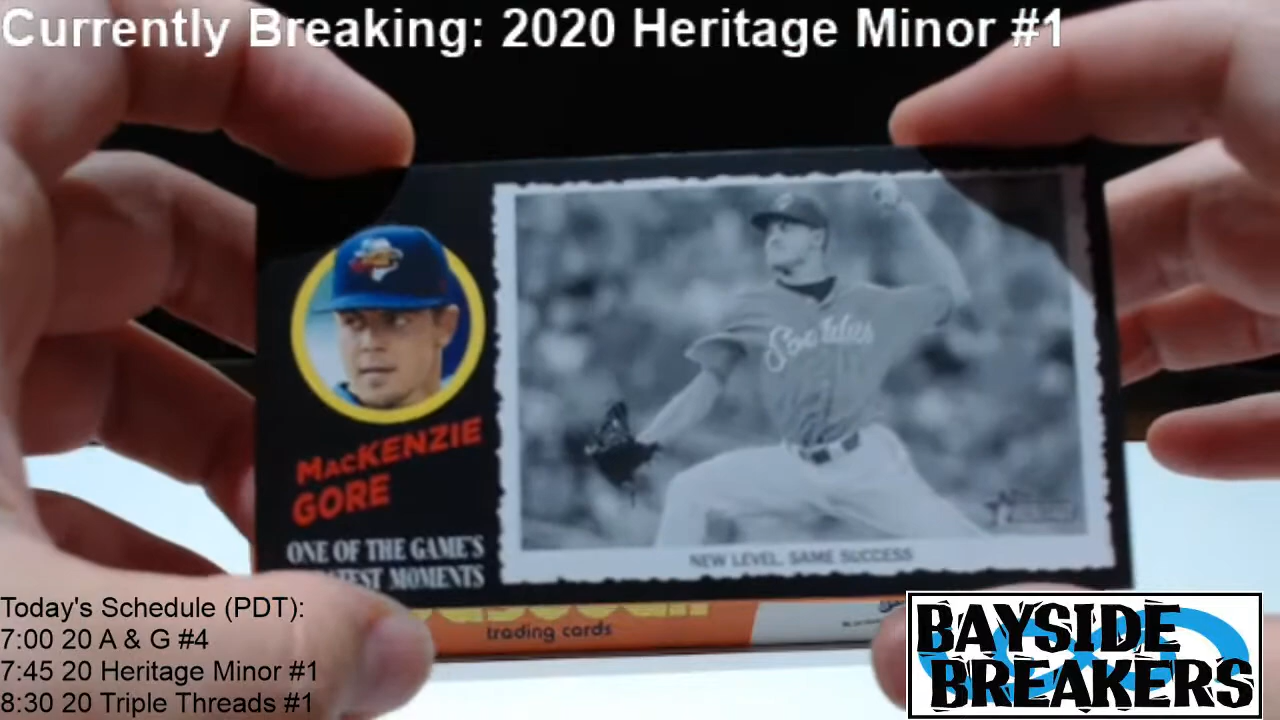 Currently Breaking: 2020 Heritage Minor #1
MACKENZIE
GORE
ONE OF THE GAME'S
MOMENTS
Sod
NEW LEVEL, SAME SUCCESS
trading cards
Today's Schedule (PDT):
7:00 20 A & G #4
7:45 20 Heritage Minor #1
8:30 20 Triple Threads #1
BAYSIDE
BREAKERS